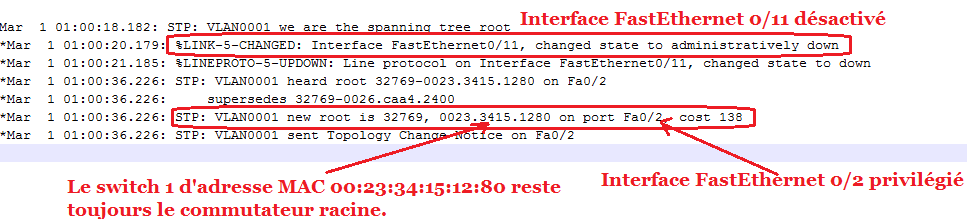 Interface FastEthernet 0/11 désactivé
Mar  1 01:00:18.182: STP: VLAN0001 we are the spanning tree root
*Mar  1 01:00:20.179: %LINK-5-CHANGED: Interface FastEthernet0/11, changed state to administratively down
*Mar  1 01:00:21.185: %LINEPROTO-5-UPDOWN: Line protocol on Interface FastEthernet0/11, changed state to down
*Mar  1 01:00:36.226: STP: VLAN0001 heard root 32769-0023.3415.1280 on Fa0/2
*Mar  1 01:00:36.226:     supersedes 32769-0026.caa4.2400
*Mar  1 01:00:36.226: STP: VLAN0001 new root is 32769, 0023.3415.1280 on port Fa0/2, cost 138
*Mar  1 01:00:36.226: STP: VLAN0001 sent Topology Change Notice on Fa0/2
Le switch 1 d'adresse MAC 00:23:34:15:12:80 reste
toujours le commutateur racine.
Interface FastEthernet 0/2 privilégié